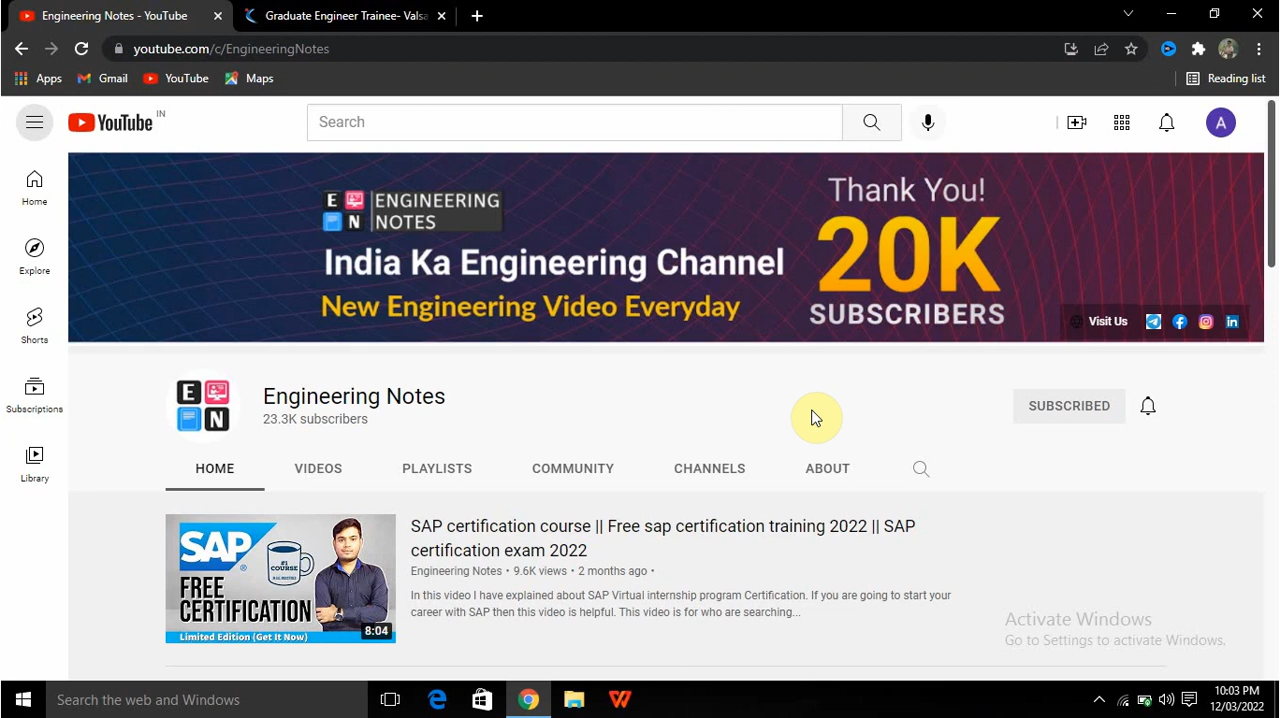 Engineering Notes - YouTube
Graduate Engineer Trainee- Valsa
youtube.com/c/EngineeringNotes
Apps
Gmail
YouTube
Maps
Reading list
YouTube IN
Search
A
E
N
ENGINEERING
NOTES
India Ka Engineering Channel
New Engineering Video Everyday
Thank You!
20K
SUBSCRIBERS
Visit Us
Home
Explore
Shorts
Subscriptions
Library
E
N
Engineering Notes
23.3K subscribers
SUBSCRIBED
HOME
VIDEOS
PLAYLISTS
COMMUNITY
CHANNELS
ABOUT
SAP
#1
COURSE
FREE
CERTIFICATION
Limited Edition (Get It Now)
8:04
SAP certification course || Free sap certification training 2022 || SAP
certification exam 2022
Engineering Notes • 9.6K views • 2 months ago •
In this video I have explained about SAP Virtual internship program Certification. If you are going to start your
career with SAP then this video is helpful. This video is for who are searching...
Activate Windows
Go to Settings to activate Windows.
Search the web and Windows
10:03 PM
12/03/2022